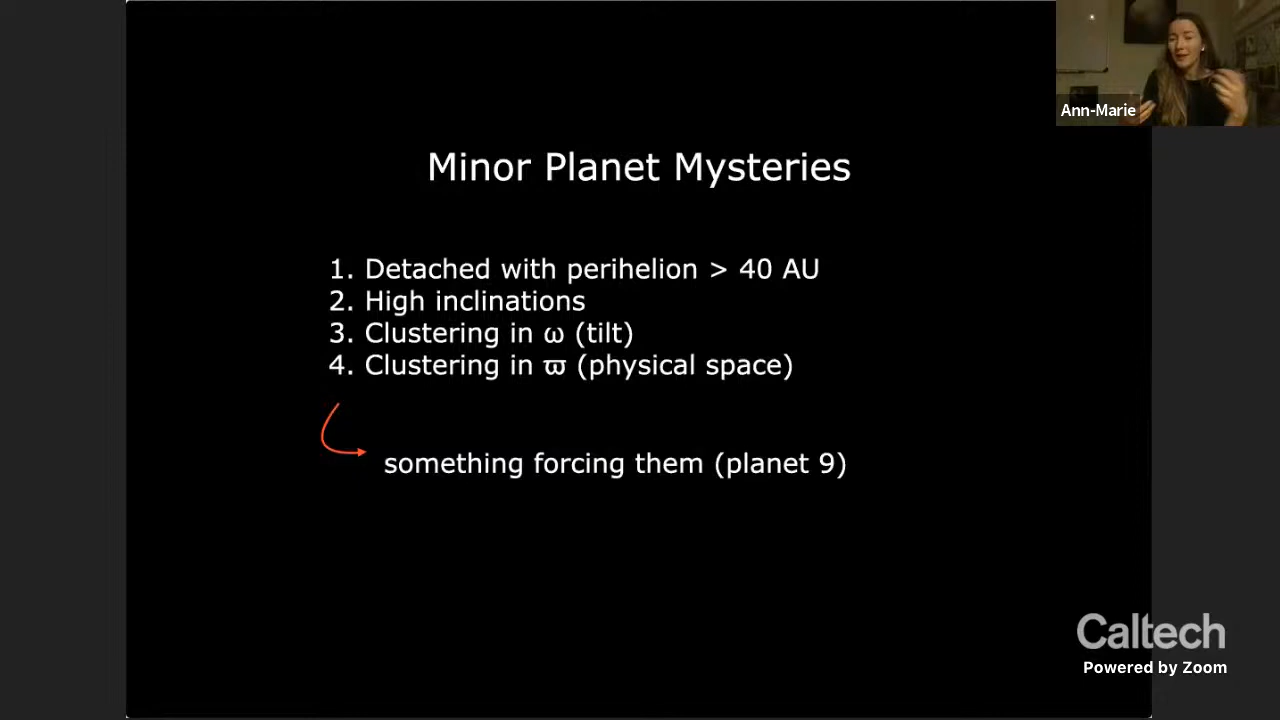 Ann-Marie
Minor Planet Mysteries
1. Detached with perihelion > 40 AU
2. High inclinations
3. Clustering in ω (tilt)
4. Clustering in ϖ (physical space)
something forcing them (planet 9)
Caltech
Powered by Zoom